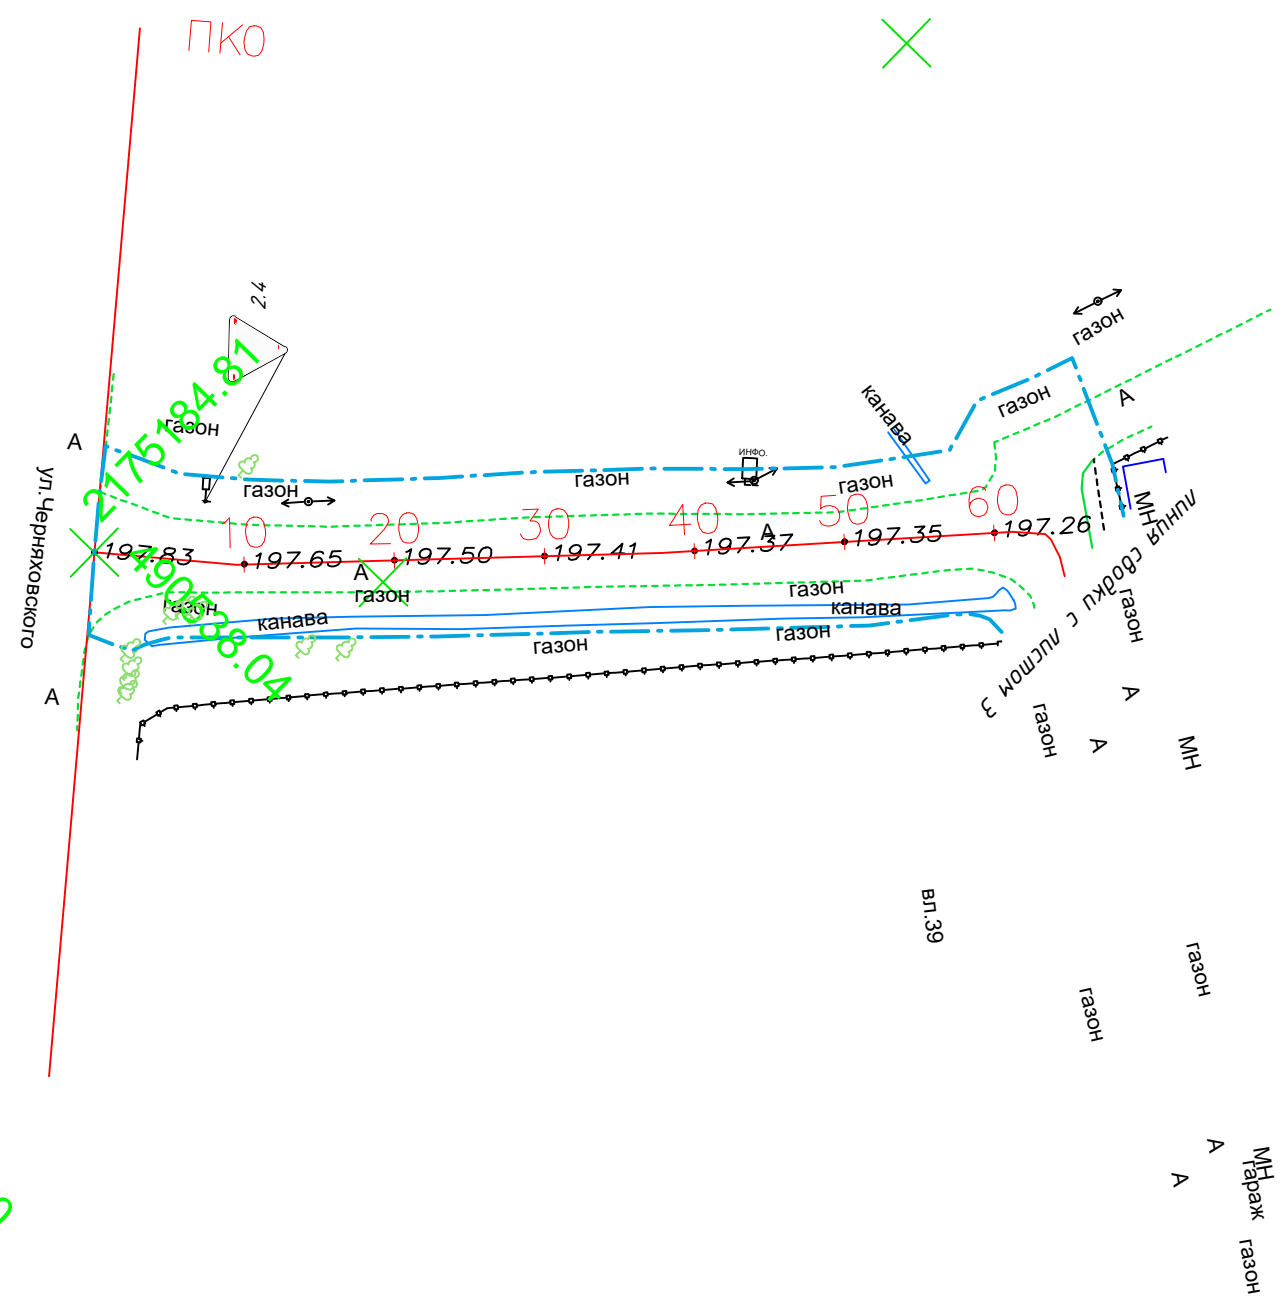 ПК0
2.4
2175184.81
газон
А
газон
канава
газон
А
инфо.
газон
газон
газон
ул.Черняховского
10
20
30
40
50
60
А
197.83
197.65
197.50
197.41
197.37
197.35
197.26
МН
линия сводки с листом 3
490538.04
А
газон
газон
газон
канава
канава
газон
газон
газон
А
А
газон
А
МН
вл.39
газон
газон
А
А
МН
гараж
газон